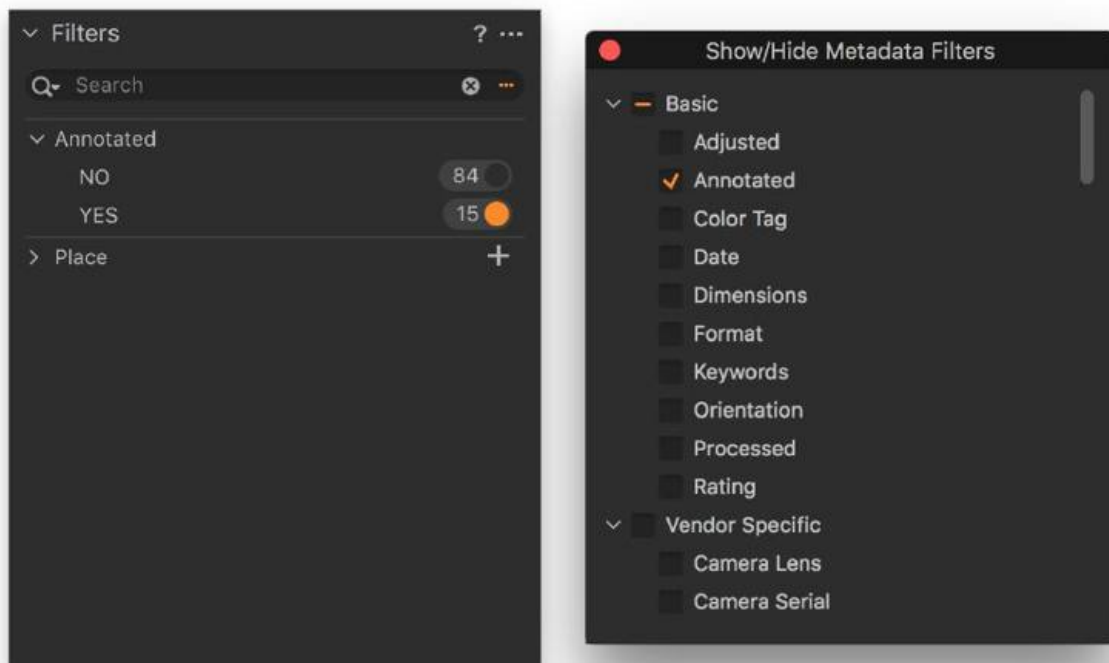 Filters ? ...
Search
Annotated
NO 84
YES 15
Place +
Show/Hide Metadata Filters
Basic
Adjusted
Annotated
Color Tag
Date
Dimensions
Format
Keywords
Orientation
Processed
Rating
Vendor Specific
Camera Lens
Camera Serial